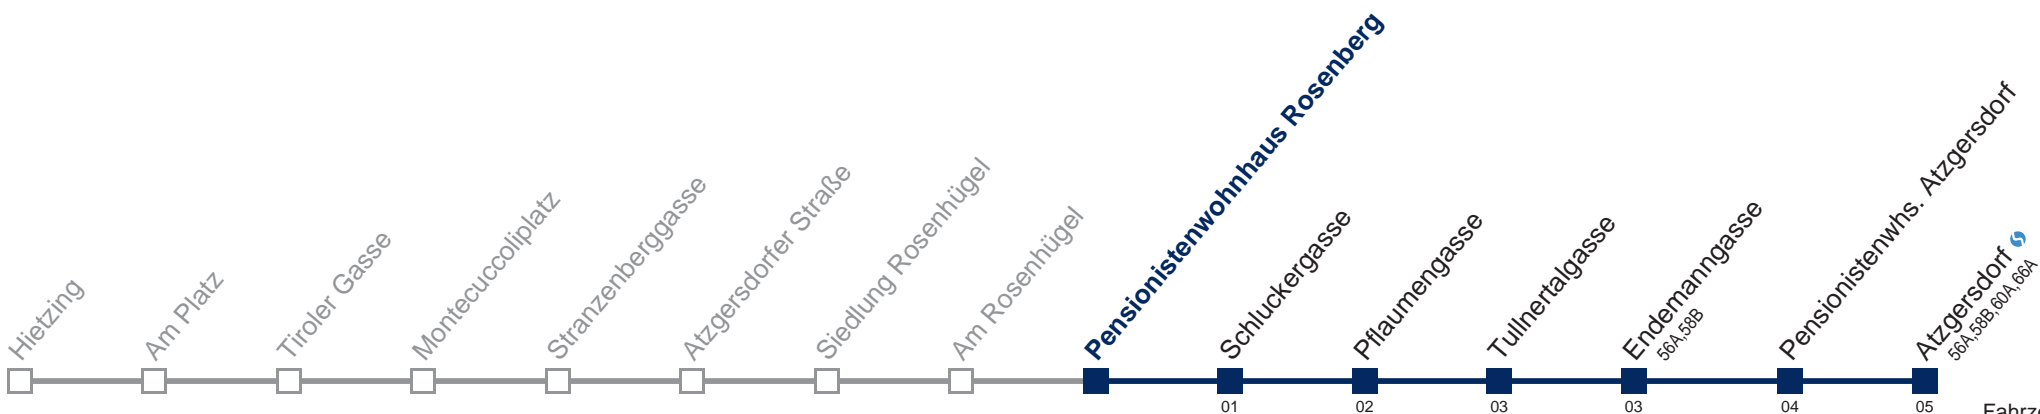 Hietzing
Am Platz
Tiroler Gasse
Montecuccoliplatz
Stranzenberggasse
Atzgersdorfer Straße
Siedlung Rosenhügel
Am Rosenhügel
Pensionistenwohnhaus Rosenberg
Schluckergasse
Pflaumengasse
Tullnertalgasse
Endemanngasse
56A,58B
Pensionistenwhs. Atzgersdorf
Atzgersdorf
56A,58B,60A,66A
01 02 03 03 04 05